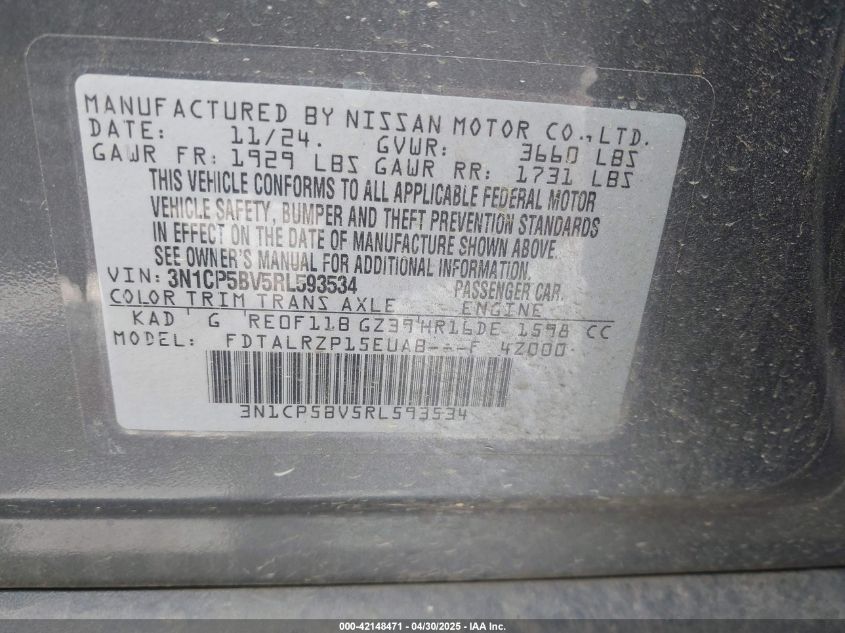 MANUFACTURED BY NISSAN MOTOR CO.,LTD.
DATE: 11/24. GVWR: 3660 LBS
GAWR FR: 1929 LBS GAWR RR: 1731 LBS
THIS VEHICLE CONFORMS TO ALL APPLICABLE FEDERAL MOTOR
VEHICLE SAFETY, BUMPER AND THEFT PREVENTION STANDARDS
IN EFFECT ON THE DATE OF MANUFACTURE SHOWN ABOVE.
SEE OWNER'S MANUAL FOR ADDITIONAL INFORMATION.
VIN: 3N1CP5BV5RL593534 PASSENGER CAR.
COLOR TRIM TRANS AXLE ENGINE
KAD G RE0F11B GZ394HR16DE 1598 CC
MODEL: FDTALRZP15EUAB---F 4Z000
3N1CP5BV5RL593534
000-42148471 - 04/30/2025 - IAA Inc.